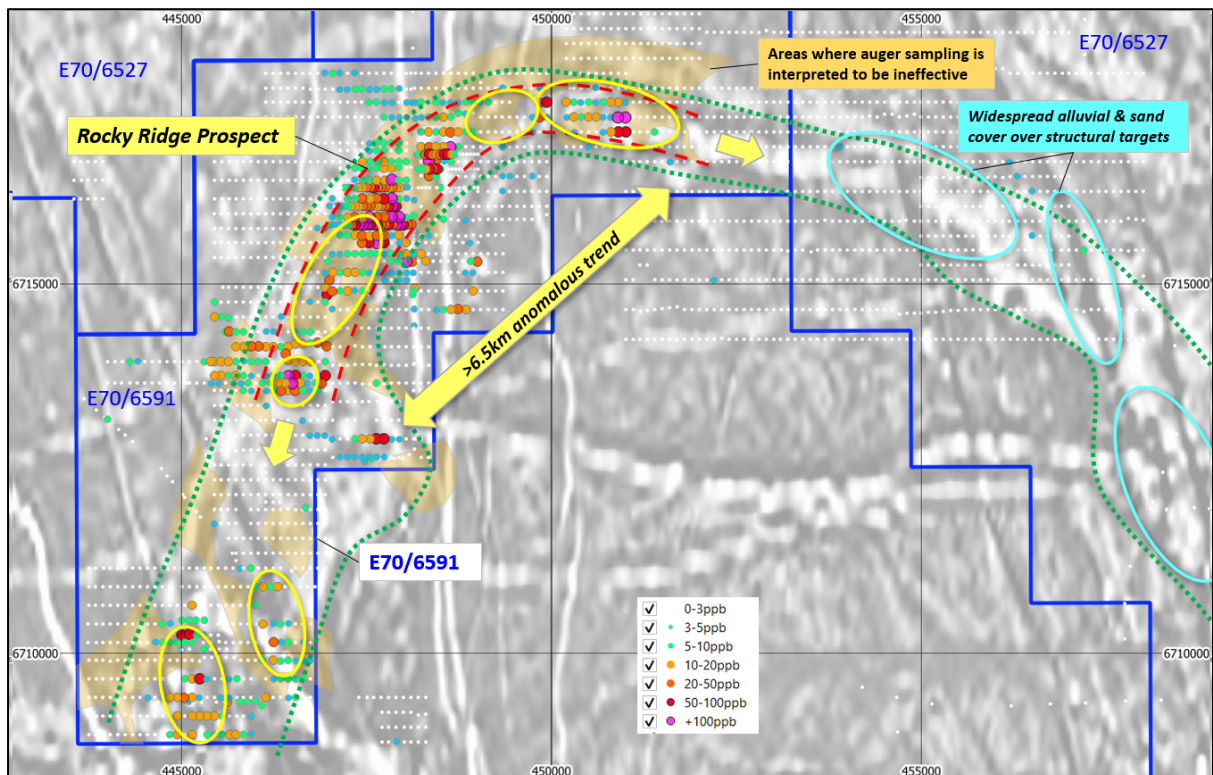 445000
450000
455000
E70/6527
Areas where auger sampling is
interpreted to be ineffective
E70/6527
Rocky Ridge Prospect
Widespread alluvial & sand
cover over structural targets
6715000
6715000
>6.5km anomalous trend
E70/6591
E70/6591
0-3ppb
3-5ppb
5-10ppb
10-20ppb
20-50ppb
50-100ppb
+100ppb
6710000
6710000
445000
450000
455000